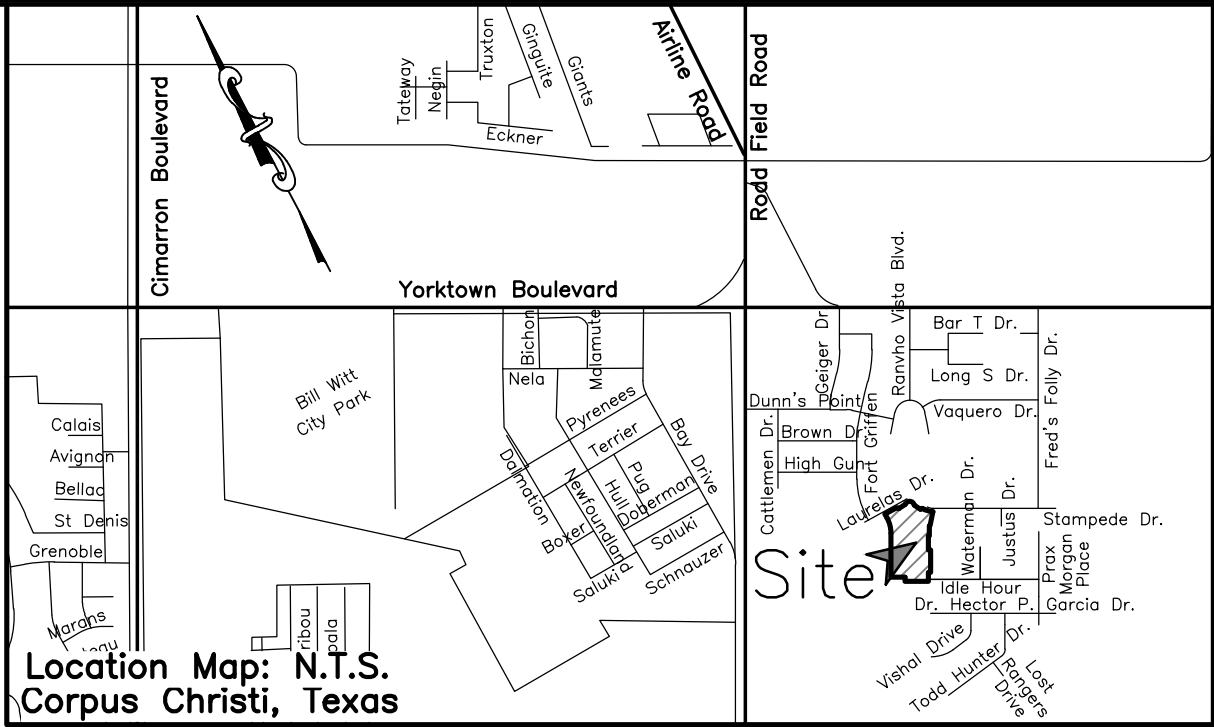 Cimarron Boulevard
Tateway
Negin
Truxton
Ginguite
Giants
Eckner
Airline Road
Rodd Field Road
Yorktown Boulevard
Calais
Avignon
Bellac
St Denis
Grenoble
Marans
Bill Witt
City Park
Bichon
Malamute
Nela
Pyrenees
Terrier
Bay Drive
Dalmation
Newfoundland
Hull
Pug
Doberman
Boxer
Saluki
Saluki
Schnauzer
Geiger Dr
Ranvho Vista Blvd.
Bar T Dr.
Long S Dr.
Fred's Folly Dr.
Dunn's Point
Vaquero Dr.
Brown Dr
High Gun
Cattlemen Dr.
Fort Griffen
Laurelas Dr.
Waterman Dr.
Justus Dr.
Stampede Dr.
Prax
Morgan
Place
Site
Idle Hour
Dr. Hector P. Garcia Dr.
Vishal Drive
Todd Hunter Dr.
Lost
Rangers
Drive
ribou
pala
Location Map: N.T.S.
Corpus Christi, Texas